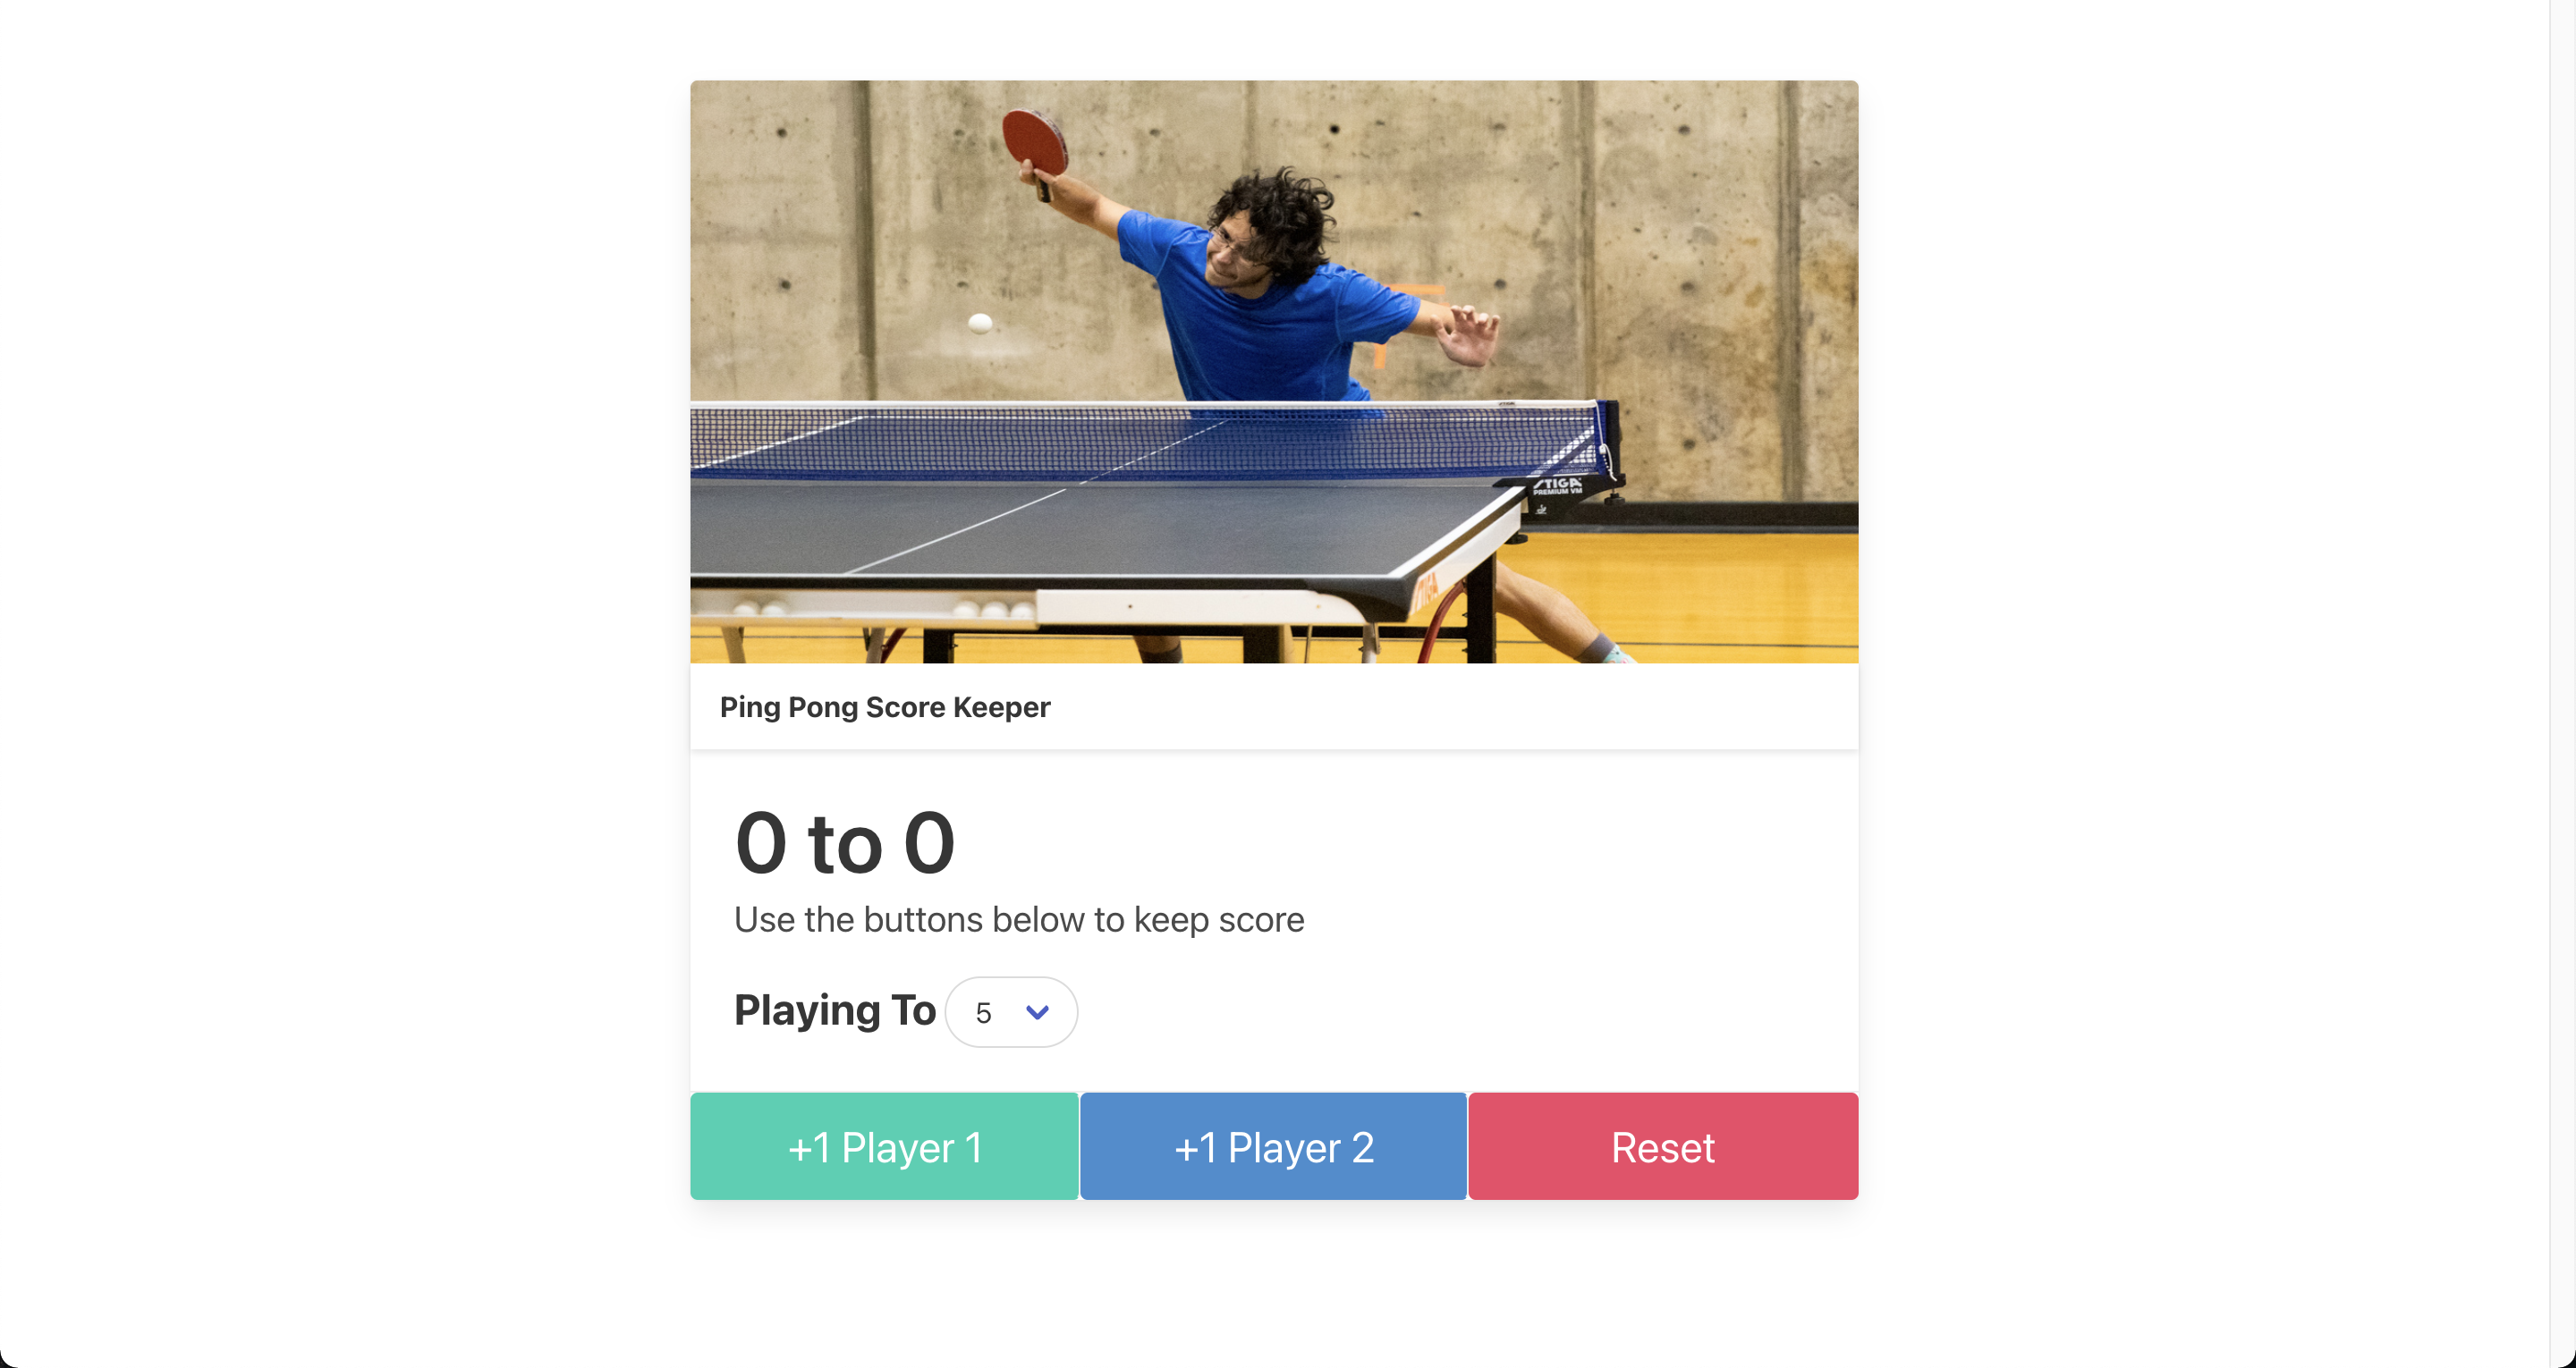 STIGA
PREMIUM VM
STIGA
Ping Pong Score Keeper
0 to 0
Use the buttons below to keep score
Playing To 5
+1 Player 1
+1 Player 2
Reset